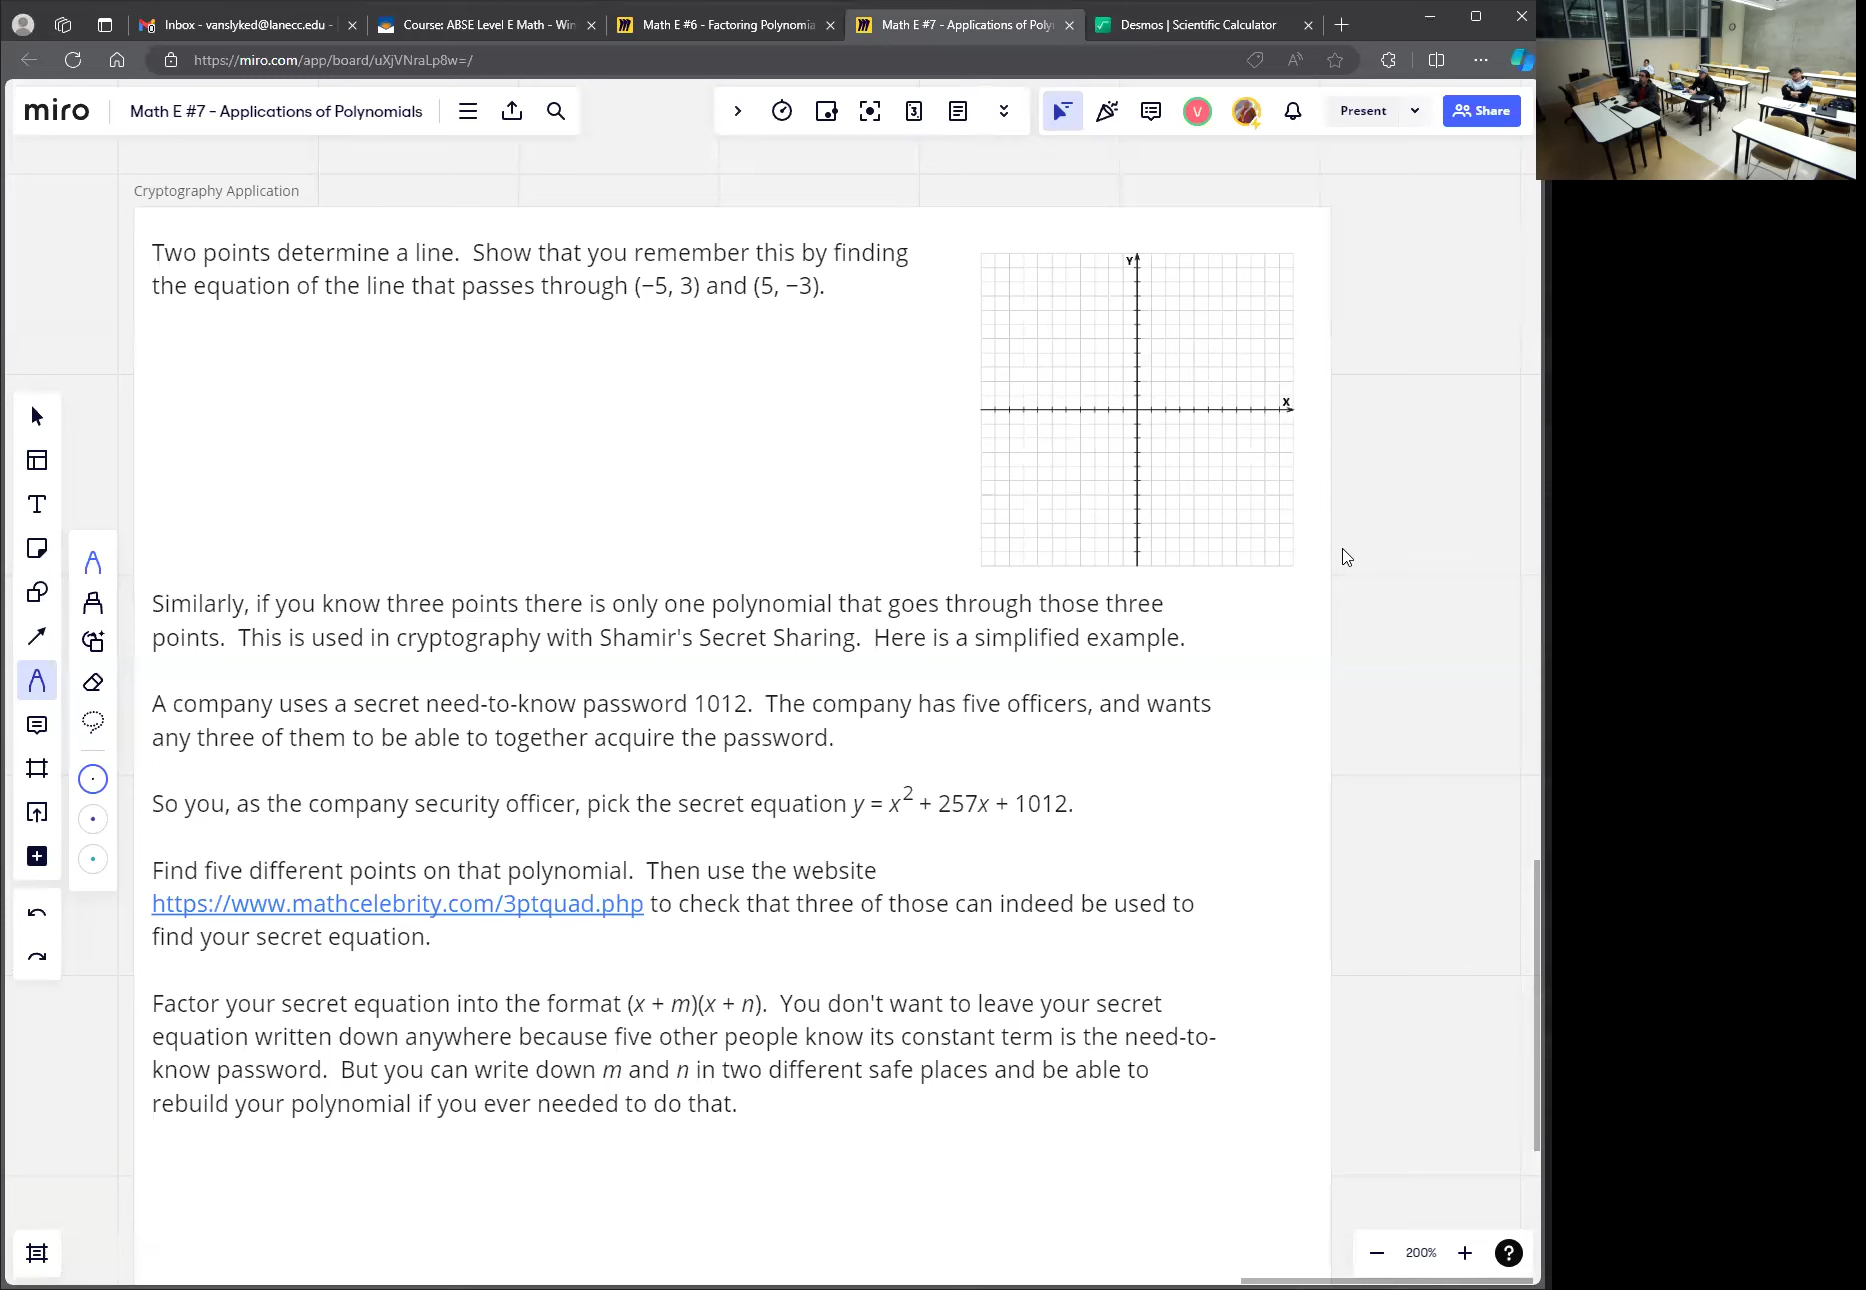 Inbox - vanslyked@lanecc.edu -
Course: ABSE Level E Math - Win
Math E #6 - Factoring Polynomia
Math E #7 - Applications of Poly
Desmos | Scientific Calculator
https://miro.com/app/board/uXjVNraLp8w=/
miro
Math E #7 - Applications of Polynomials
V
Present
Share
Cryptography Application
Two points determine a line. Show that you remember this by finding
the equation of the line that passes through (−5, 3) and (5, −3).
Y
X
Similarly, if you know three points there is only one polynomial that goes through those three
points. This is used in cryptography with Shamir's Secret Sharing. Here is a simplified example.
A company uses a secret need-to-know password 1012. The company has five officers, and wants
any three of them to be able to together acquire the password.
So you, as the company security officer, pick the secret equation y = x² + 257x + 1012.
Find five different points on that polynomial. Then use the website
https://www.mathcelebrity.com/3ptquad.php to check that three of those can indeed be used to
find your secret equation.
Factor your secret equation into the format (x + m)(x + n). You don't want to leave your secret
equation written down anywhere because five other people know its constant term is the need-to-
know password. But you can write down m and n in two different safe places and be able to
rebuild your polynomial if you ever needed to do that.
200%
?